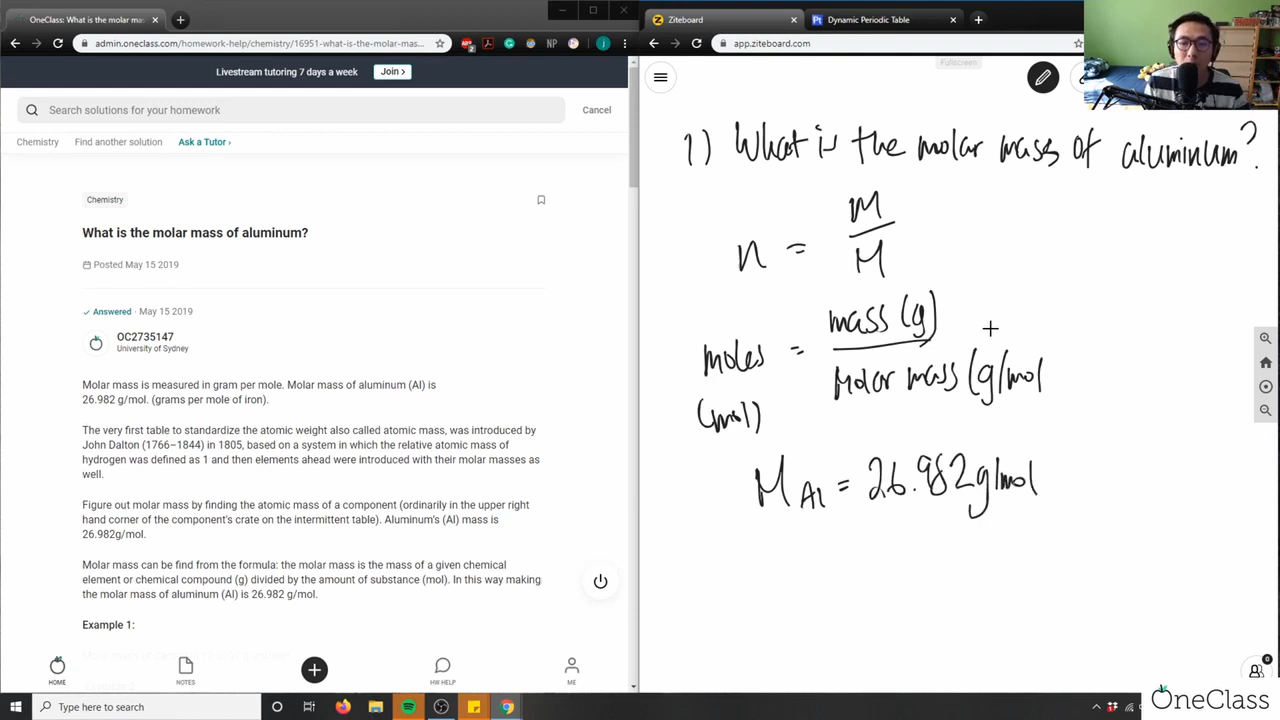 OneClass: What is the molar mas
Ziteboard
Dynamic Periodic Table
admin.oneclass.com/homework-help/chemistry/16951-what-is-the-molar-mas...
NP
j
app.ziteboard.com
Fullscreen
Livestream tutoring 7 days a week
Join ›
Search solutions for your homework
Cancel
Chemistry
Find another solution
Ask a Tutor ›
Chemistry
What is the molar mass of aluminum?
Posted May 15 2019
Answered · May 15 2019
OC2735147
University of Sydney
Molar mass is measured in gram per mole. Molar mass of aluminum (Al) is
26.982 g/mol. (grams per mole of iron).
The very first table to standardize the atomic weight also called atomic mass, was introduced by
John Dalton (1766–1844) in 1805, based on a system in which the relative atomic mass of
hydrogen was defined as 1 and then elements ahead were introduced with their molar masses as
well.
Figure out molar mass by finding the atomic mass of a component (ordinarily in the upper right
hand corner of the component's crate on the intermittent table). Aluminum's (Al) mass is
26.982g/mol.
Molar mass can be find from the formula: the molar mass is the mass of a given chemical
element or chemical compound (g) divided by the amount of substance (mol). In this way making
the molar mass of aluminum (Al) is 26.982 g/mol.
Example 1:
HOME
NOTES
HW HELP
ME
Type here to search
1) What is the molar mass of aluminum?
n = M
M
moles = mass (g)
(mol) Molar mass (g/mol
M Al = 26.982g/mol
0
OneClass